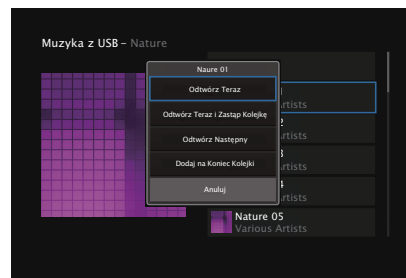 Muzyka z USB – Nature
Naure 01
Odtwórz Teraz
Odtwórz Teraz i Zastąp Kolejkę
Odtwórz Następny
Dodaj na Koniec Kolejki
Anuluj
Nature 05
Various Artists